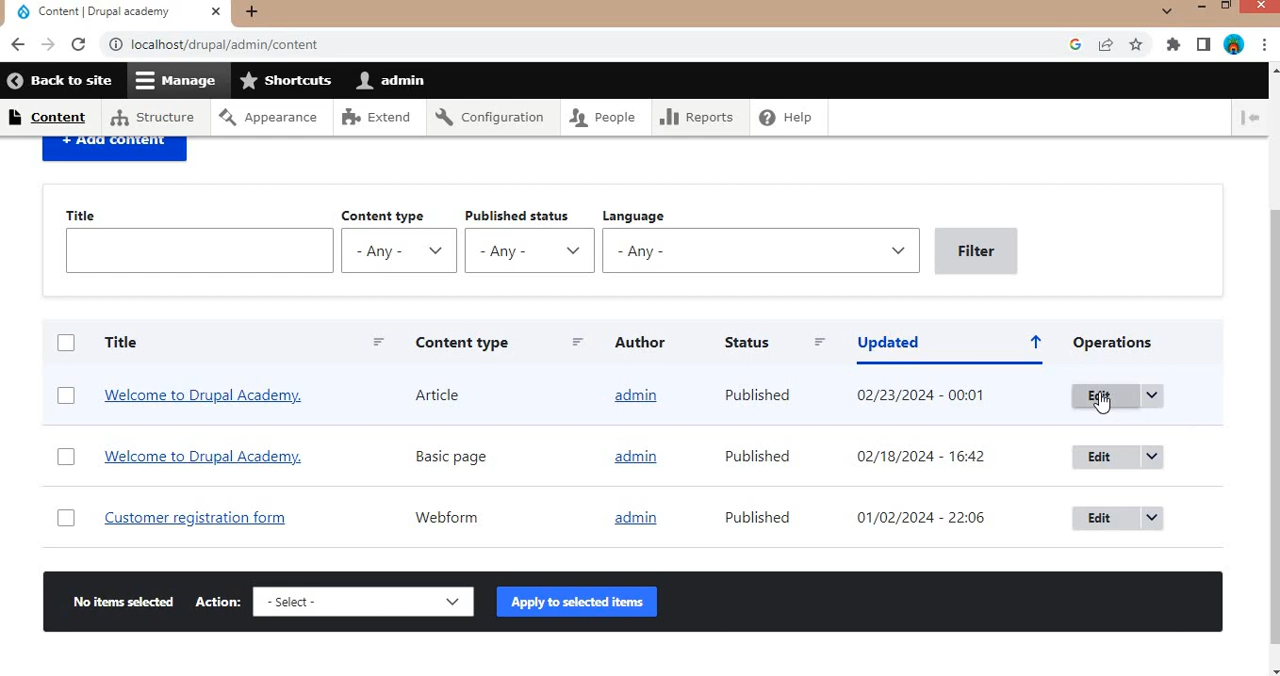 Content | Drupal academy
localhost/drupal/admin/content
Back to site Manage Shortcuts admin
Content Structure Appearance Extend Configuration People Reports Help
+ Add content
Title Content type Published status Language
- Any - - Any - - Any - Filter
Title Content type Author Status Updated Operations
Welcome to Drupal Academy. Article admin Published 02/23/2024 - 00:01 Edit
Welcome to Drupal Academy. Basic page admin Published 02/18/2024 - 16:42 Edit
Customer registration form Webform admin Published 01/02/2024 - 22:06 Edit
No items selected Action: - Select - Apply to selected items